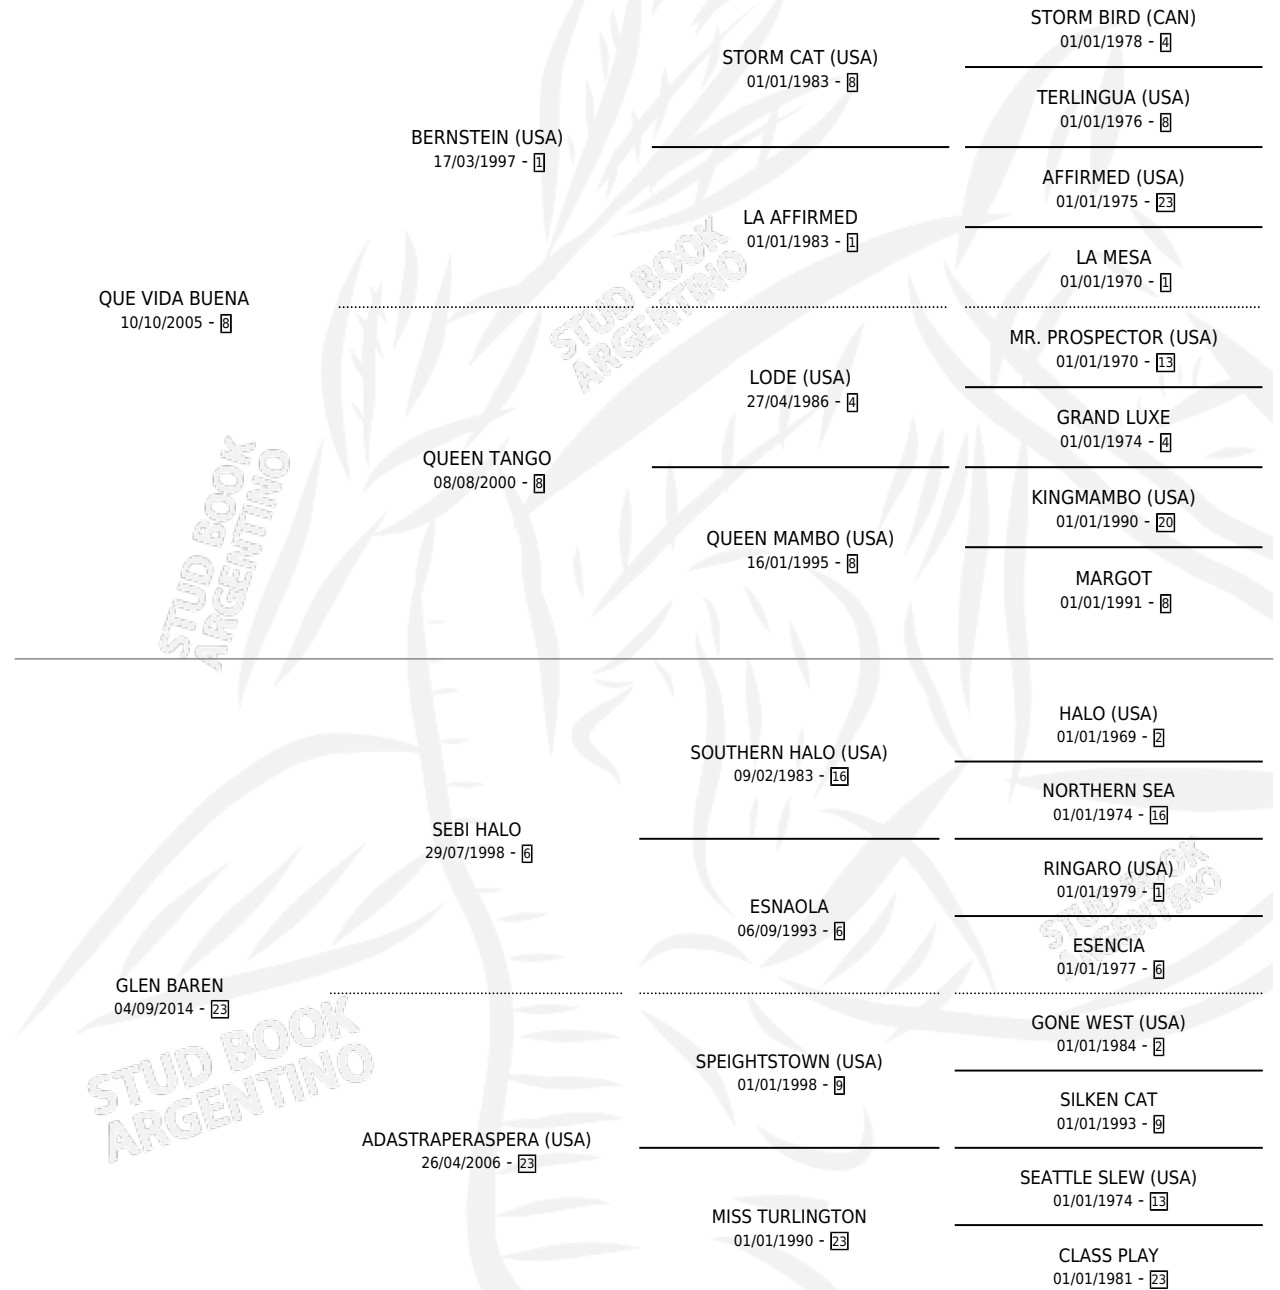 STORM BIRD (CAN)
01/01/1978 - 4
STORM CAT (USA)
01/01/1983 - 8
TERLINGUA (USA)
01/01/1976 - 8
BERNSTEIN (USA)
17/03/1997 - 1
AFFIRMED (USA)
01/01/1975 - 23
LA AFFIRMED
01/01/1983 - 1
LA MESA
01/01/1970 - 1
QUE VIDA BUENA
10/10/2005 - 8
MR. PROSPECTOR (USA)
01/01/1970 - 13
LODE (USA)
27/04/1986 - 4
GRAND LUXE
01/01/1974 - 4
QUEEN TANGO
08/08/2000 - 8
KINGMAMBO (USA)
01/01/1990 - 20
QUEEN MAMBO (USA)
16/01/1995 - 8
MARGOT
01/01/1991 - 8
STUD BOOK
ARGENTINO
STUD BOOK
ARGENTINO
HALO (USA)
01/01/1969 - 2
SOUTHERN HALO (USA)
09/02/1983 - 16
NORTHERN SEA
01/01/1974 - 16
SEBI HALO
29/07/1998 - 6
RINGARO (USA)
01/01/1979 - 1
ESNAOLA
06/09/1993 - 6
ESENCIA
01/01/1977 - 6
GLEN BAREN
04/09/2014 - 23
GONE WEST (USA)
01/01/1984 - 2
SPEIGHTSTOWN (USA)
01/01/1998 - 9
SILKEN CAT
01/01/1993 - 9
ADASTRAPERASPERA (USA)
26/04/2006 - 23
SEATTLE SLEW (USA)
01/01/1974 - 13
MISS TURLINGTON
01/01/1990 - 23
CLASS PLAY
01/01/1981 - 23
STUD BOOK
ARGENTINO
STUD BOOK
ARGENTINO